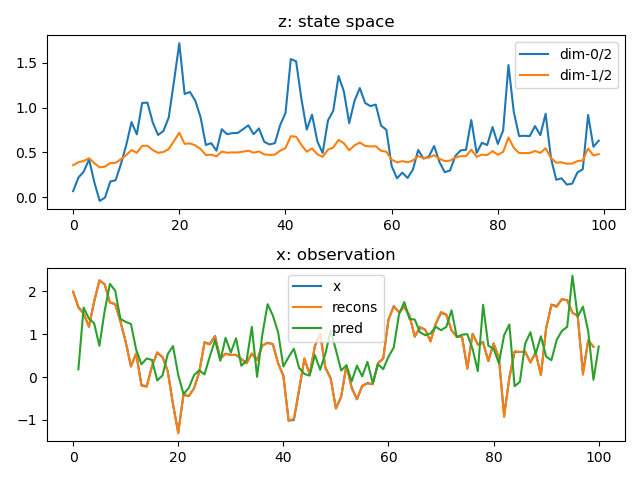 z: state space
1.5
1.0
0.5
0.0
dim-0/2
dim-1/2
0 20 40 60 80 100
x: observation
2
1
0
−1
x
recons
pred
0 20 40 60 80 100